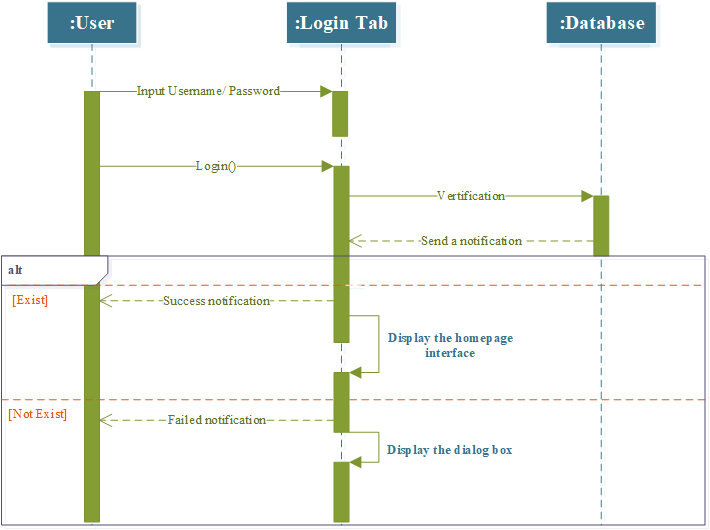 :User
:Login Tab
:Database
Input Username/ Password
Login()
Vertification
Send a notification
alt
[Exist]
Success notification
Display the homepage
interface
[Not Exist]
Failed notification
Display the dialog box